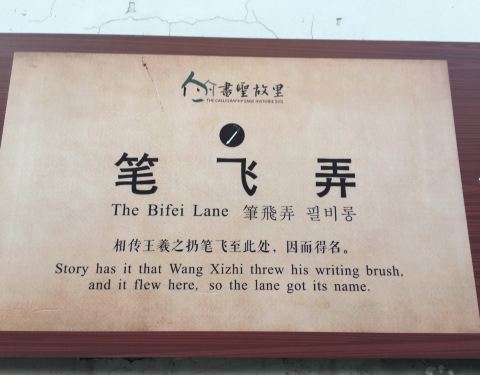 書聖故里
THE CALLIGRAPHY SAGE HISTORIC SITE
笔飞弄
The Bifei Lane 筆飛弄 필비롱
相传王羲之扔笔飞至此处，因而得名。
Story has it that Wang Xizhi threw his writing brush,
and it flew here, so the lane got its name.